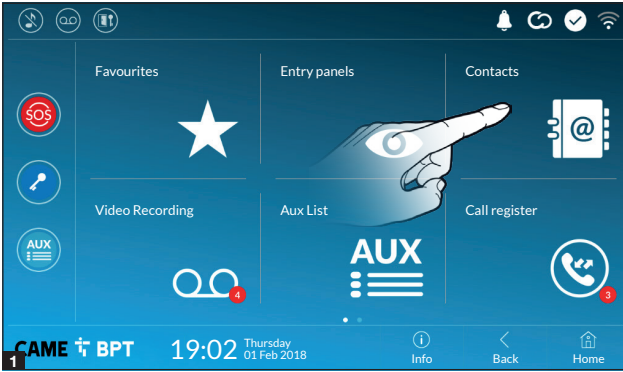 Favourites
Entry panels
Contacts
SOS
@
Video Recording
Aux List
Call register
AUX
AUX
4
3
CAME BPT
19:02
Thursday
01 Feb 2018
i
Info
Back
Home
1